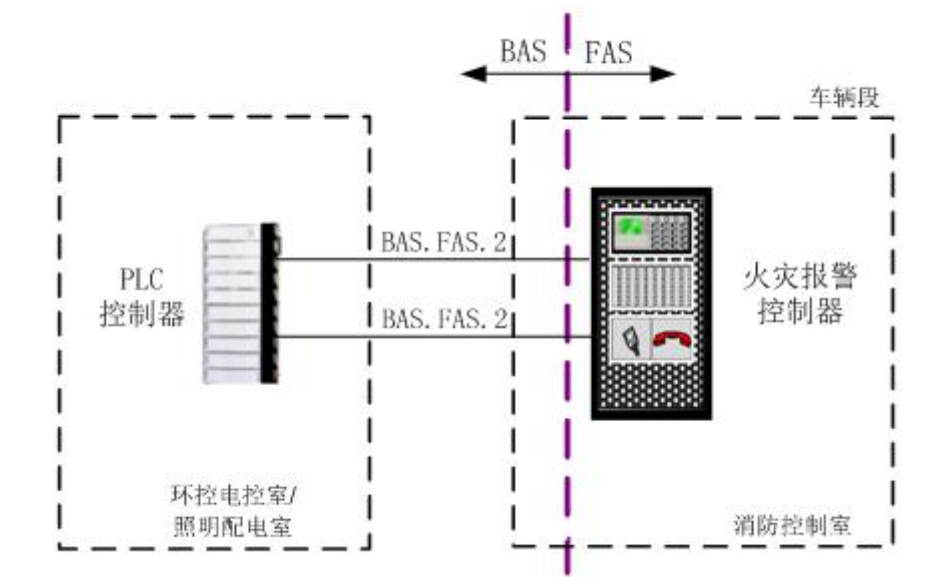 BAS FAS
车辆段
BAS.FAS.2
PLC
控制器
火灾报警
控制器
BAS.FAS.2
环控电控室/
照明配电室
消防控制室